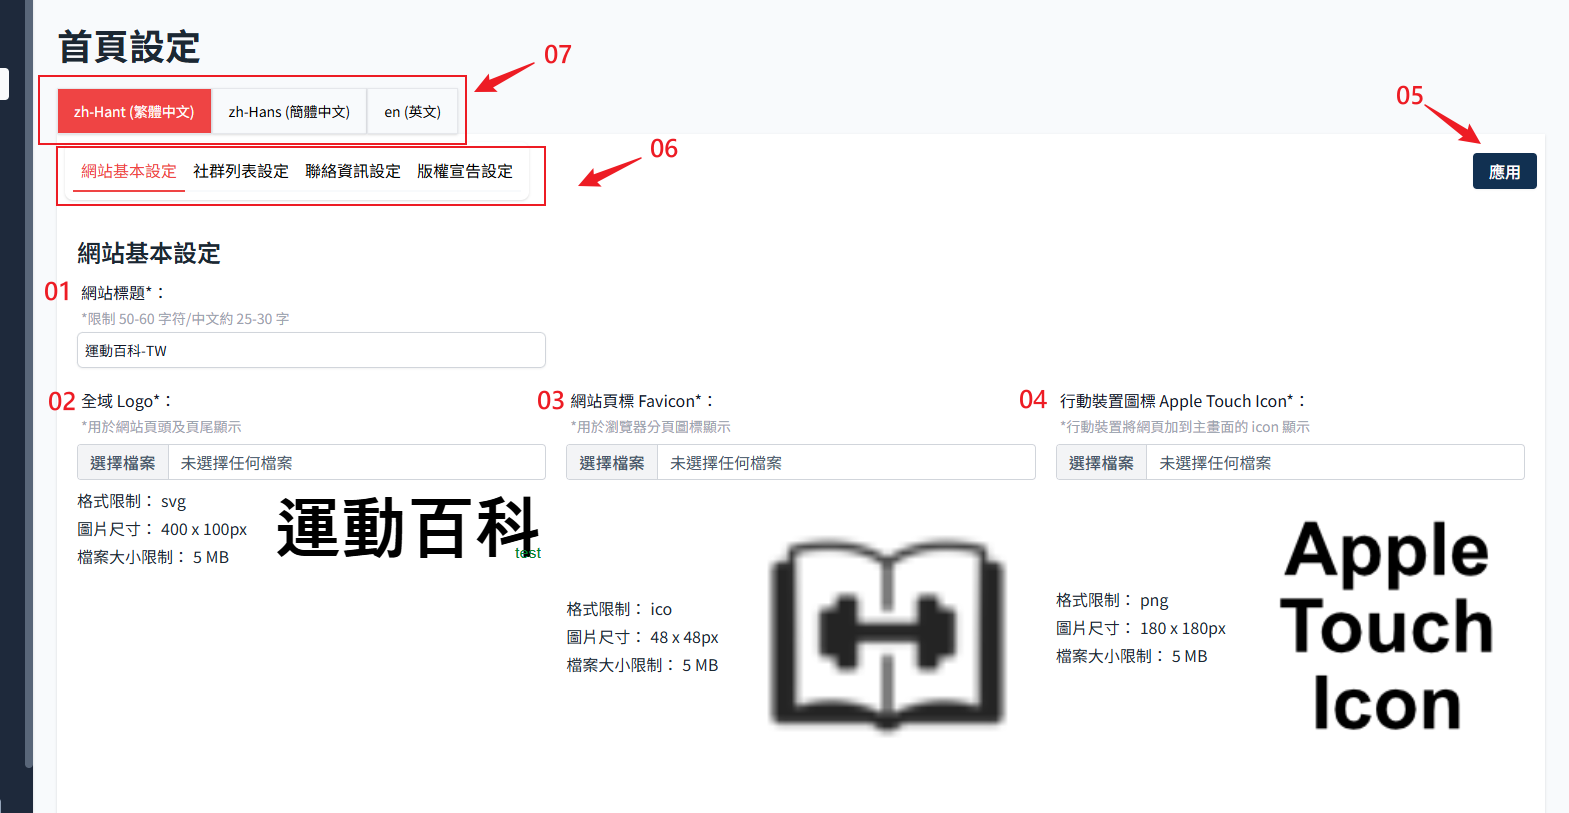 首頁設定
07
zh-Hant (繁體中文) zh-Hans (簡體中文) en (英文)
05
06
網站基本設定 社群列表設定 聯絡資訊設定 版權宣告設定
應用
網站基本設定
01 網站標題*：
*限制 50-60 字符/中文約 25-30 字
運動百科-TW
02 全域 Logo*：
*用於網站頁頭及頁尾顯示
選擇檔案 未選擇任何檔案
格式限制： svg
圖片尺寸： 400 x 100px
檔案大小限制： 5 MB
運動百科
test
03 網站頁標 Favicon*：
*用於瀏覽器分頁圖標顯示
選擇檔案 未選擇任何檔案
格式限制： ico
圖片尺寸： 48 x 48px
檔案大小限制： 5 MB
04 行動裝置圖標 Apple Touch Icon*：
*行動裝置將網頁加到主畫面的 icon 顯示
選擇檔案 未選擇任何檔案
格式限制： png
圖片尺寸： 180 x 180px
檔案大小限制： 5 MB
Apple
Touch
Icon